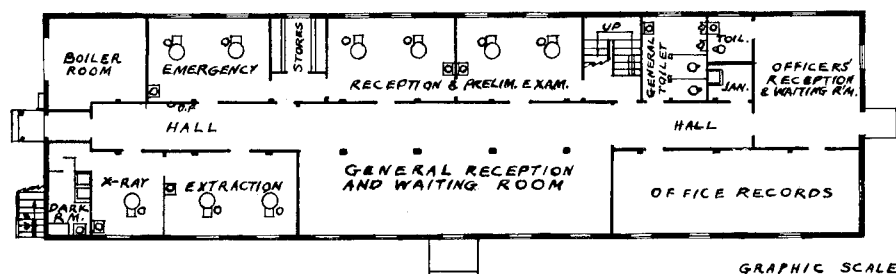 BOILER
ROOM
EMERGENCY
STORES
RECEPTION & PRELIM. EXAM.
UP
GENERAL
TOILET
TOIL.
JAN.
OFFICERS'
RECEPTION
& WAITING R'M.
D.F.
HALL
HALL
DARK
RM.
X-RAY
EXTRACTION
GENERAL RECEPTION
AND WAITING ROOM
OFFICE RECORDS
GRAPHIC SCALE